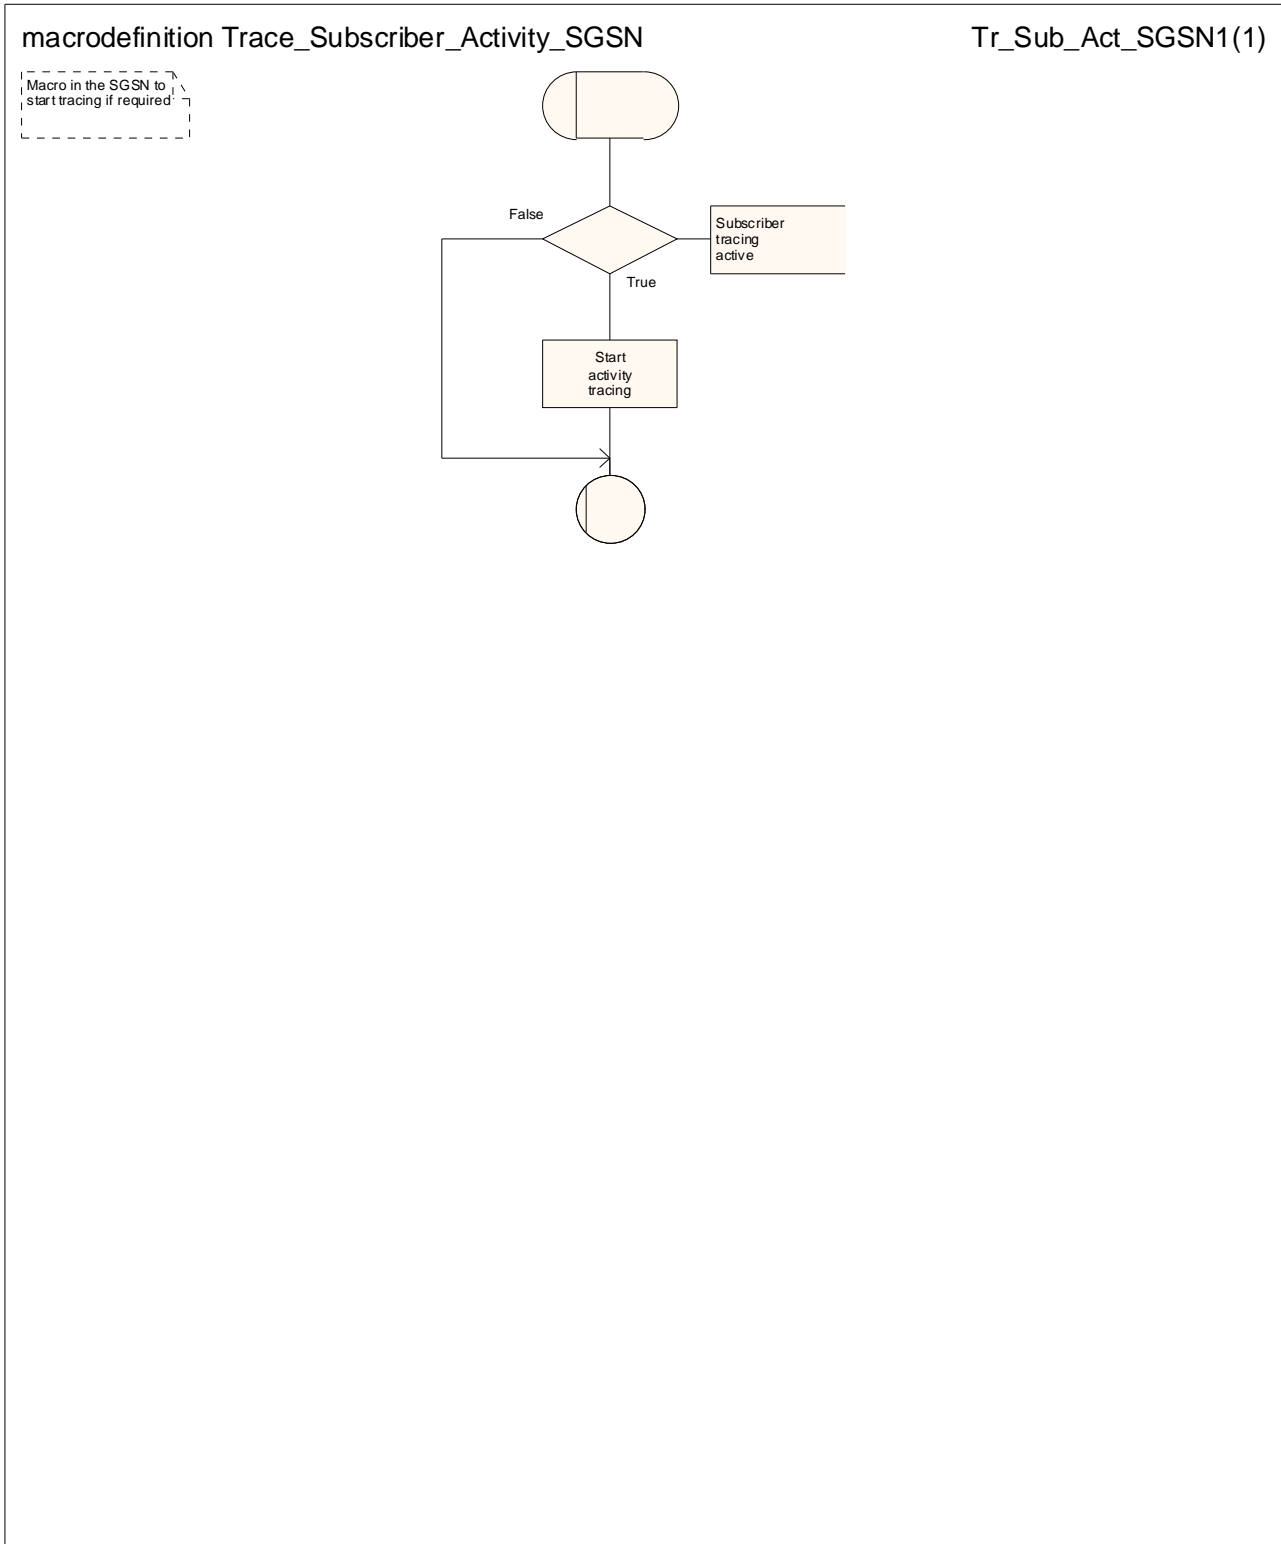 macrodefinition Trace_Subscriber_Activity_SGSN
Tr_Sub_Act_SGSN1(1)
Macro in the SGSN to
start tracing if required
False
Subscriber
tracing
active
True
Start
activity
tracing